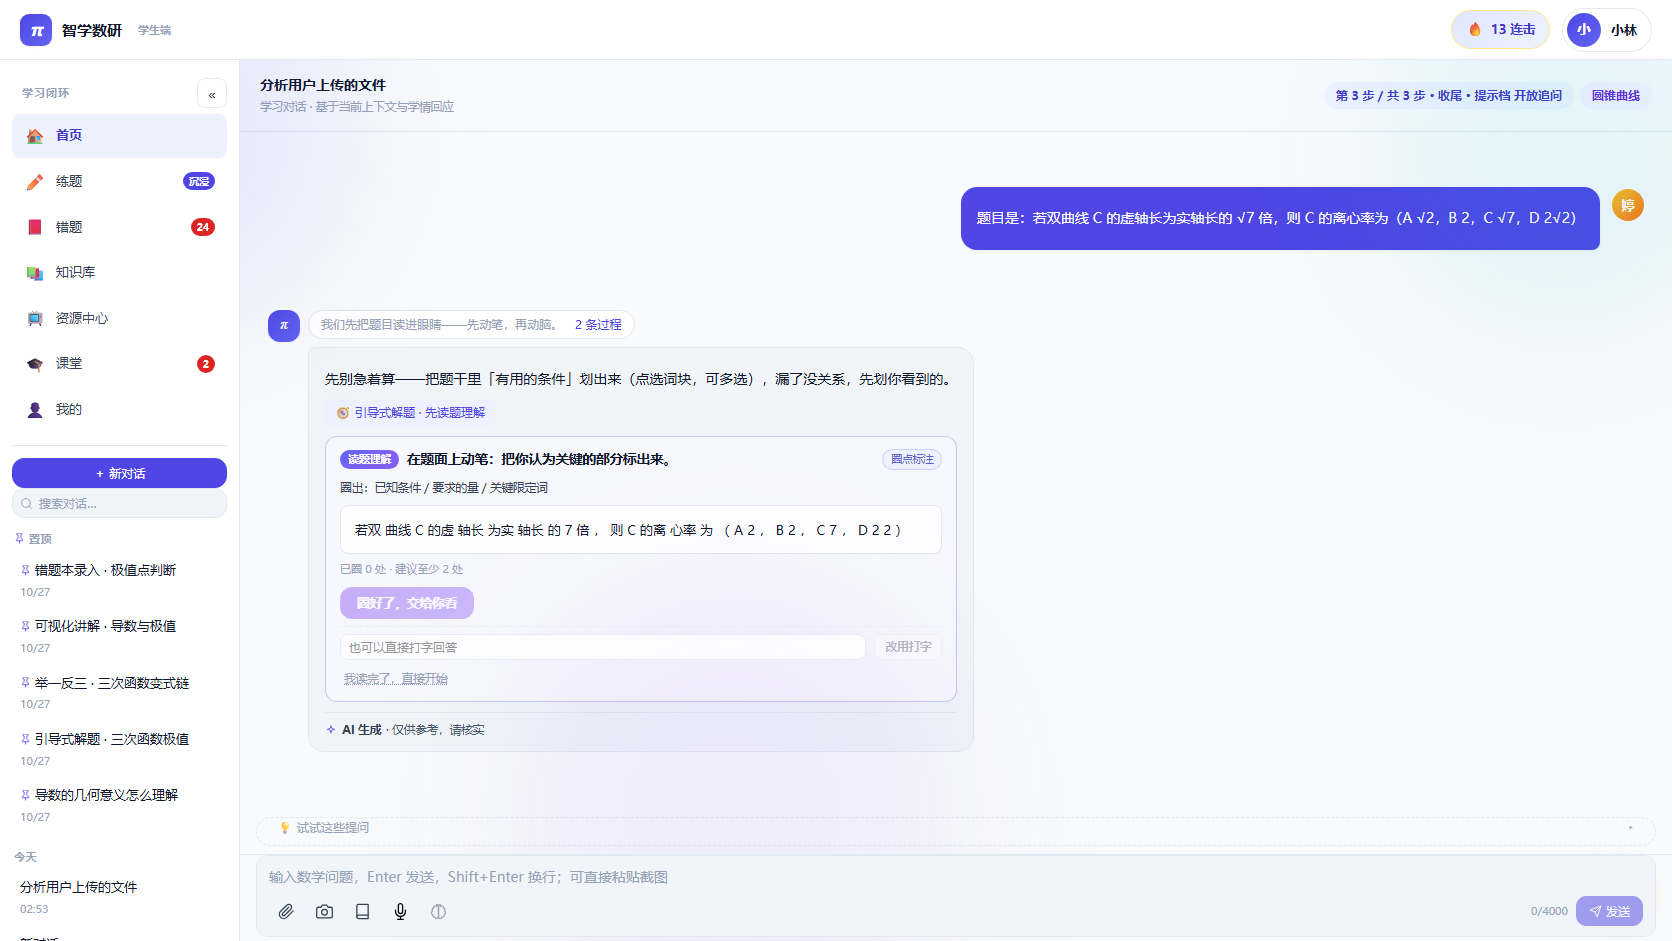 π 智学数研 学生端
13 连击
小 小林
学习闭环 «
首页
练题 沉浸
错题 24
知识库
资源中心
课堂 2
我的
+ 新对话
搜索对话...
置顶
错题本录入 · 极值点判断
10/27
可视化讲解 · 导数与极值
10/27
举一反三 · 三次函数变式链
10/27
引导式解题 · 三次函数极值
10/27
导数的几何意义怎么理解
10/27
今天
分析用户上传的文件
02:53
分析用户上传的文件
学习对话 · 基于当前上下文与学情回应
第 3 步 / 共 3 步 • 收尾 • 提示档 开放追问 圆锥曲线
题目是：若双曲线 C 的虚轴长为实轴长的 √7 倍，则 C 的离心率为（A √2，B 2，C √7，D 2√2） 婷
π 我们先把题目读进眼睛——先动笔，再动脑。 2 条过程
先别急着算——把题干里「有用的条件」划出来（点选词块，可多选），漏了没关系，先划你看到的。
引导式解题 · 先读题理解
读题理解 在题面上动笔：把你认为关键的部分标出来。 圈点标注
圈出：已知条件 / 要求的量 / 关键限定词
若双 曲线 C 的虚 轴长 为实 轴长 的 7 倍 ， 则 C 的离 心率 为 （ A 2 ， B 2 ， C 7 ， D 2 2 ）
已圈 0 处 · 建议至少 2 处
圈好了，交给你看
也可以直接打字回答 改用打字
我读完了，直接开始
AI 生成 · 仅供参考，请核实
试试这些提问
输入数学问题，Enter 发送，Shift+Enter 换行；可直接粘贴截图
0/4000 发送